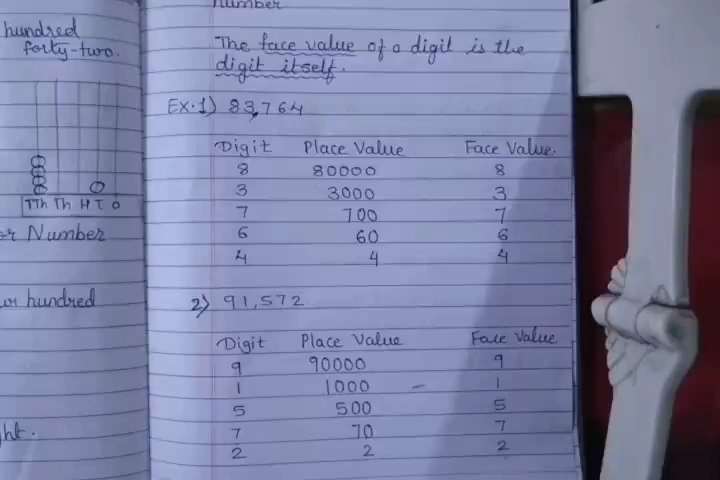 hundred
forty-two.
TTh Th H T O
or Number
hundred
ht.
number
The face value of a digit is the
digit itself.
Ex.1) 83,764
Digit Place Value Face Value.
8 80000 8
3 3000 3
7 700 7
6 60 6
4 4 4
2) 91,572
Digit Place Value Face Value
9 90000 9
1 1000 – 1
5 500 5
7 70 7
2 2 2